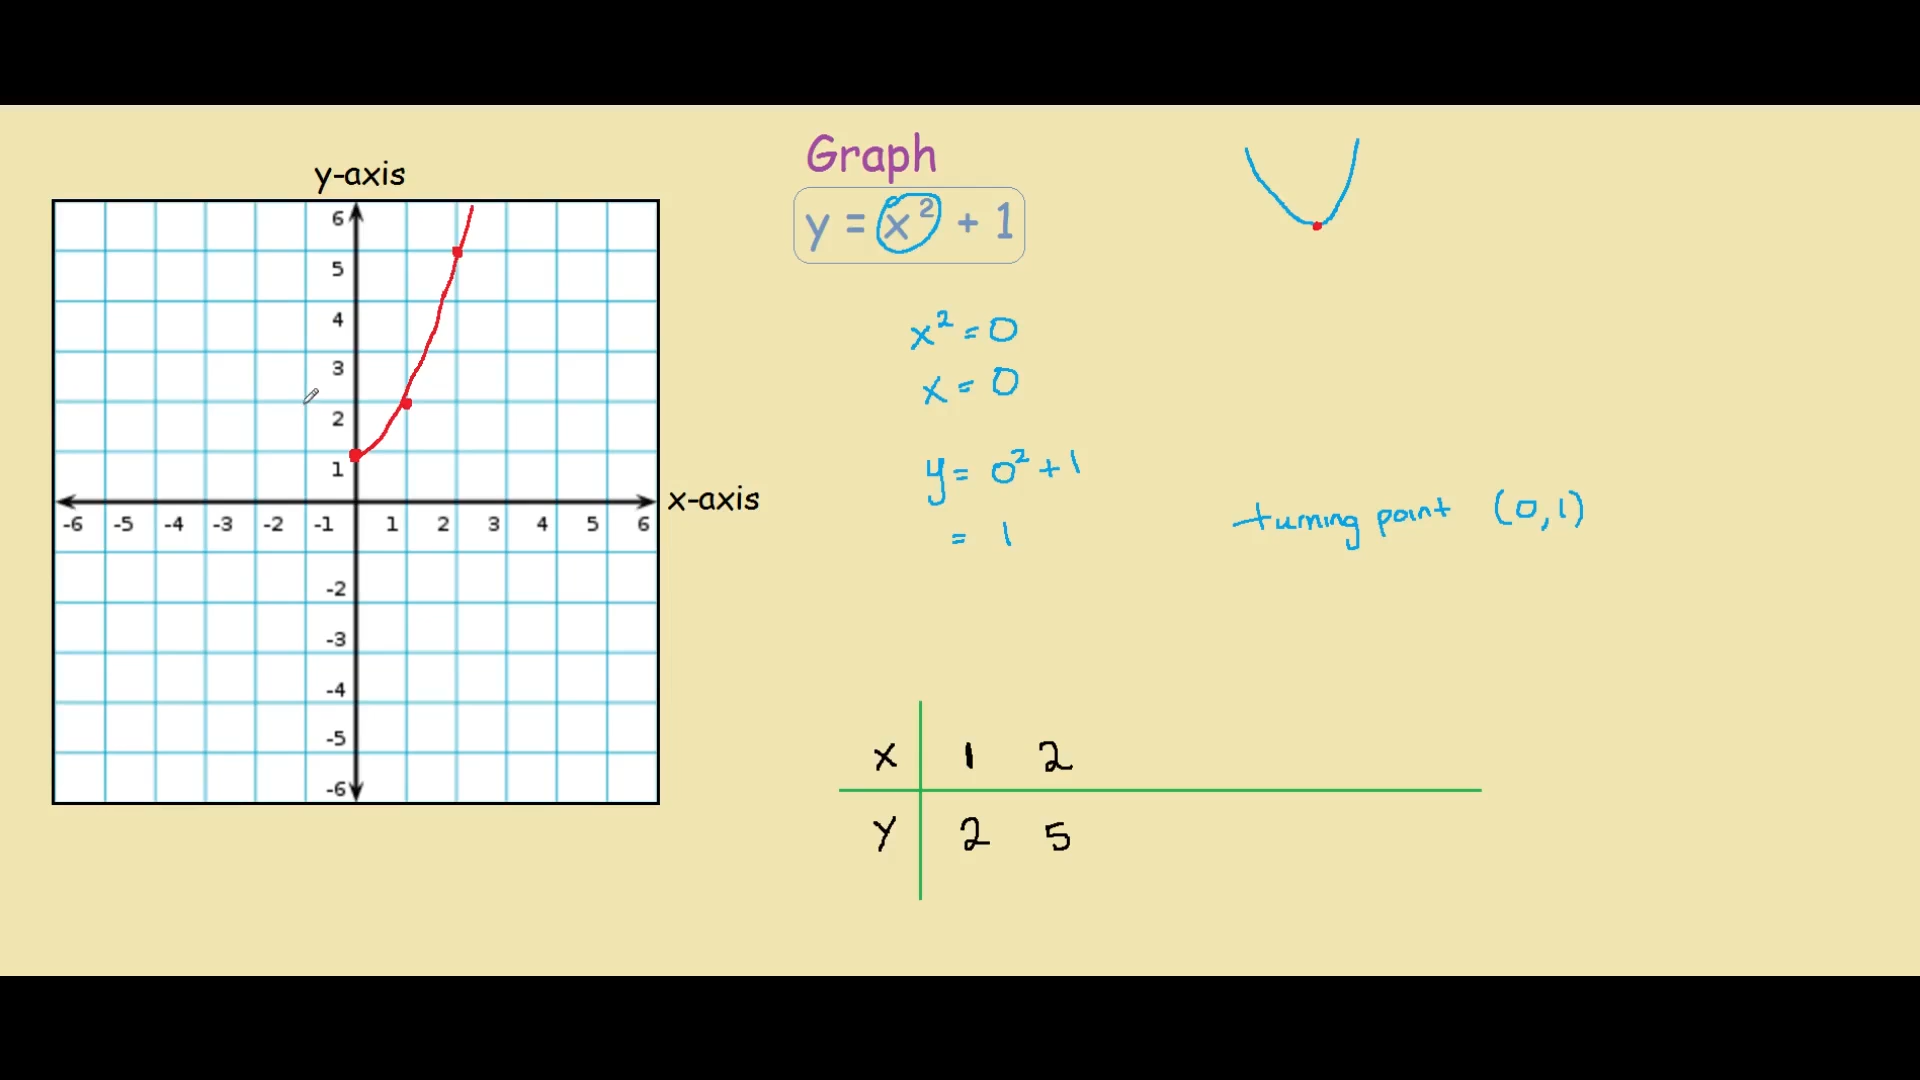 y-axis
6
5
4
3
2
1
x-axis
-6 -5 -4 -3 -2 -1 1 2 3 4 5 6
-2
-3
-4
-5
-6
Graph
y = x² + 1
x² = 0
x = 0
y = 0² + 1
= 1
turning point (0,1)
x 1 2
y 2 5